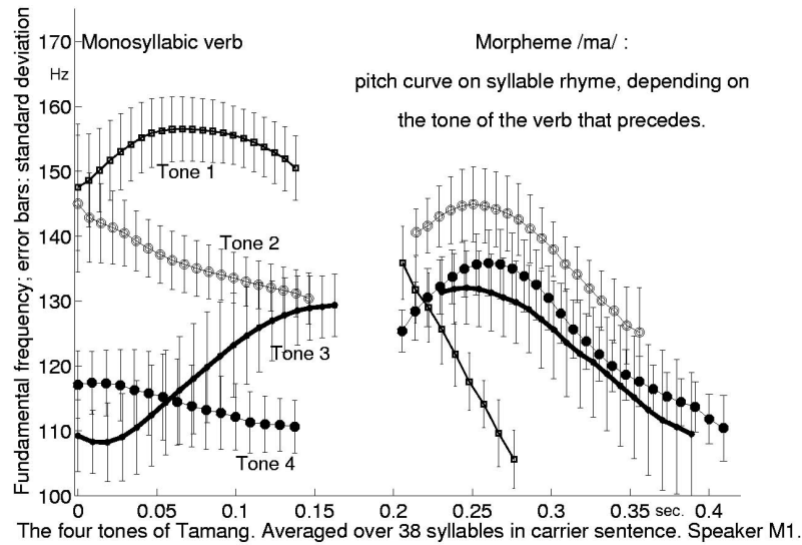 Fundamental frequency; error bars: standard deviation
170
Hz
160
150
140
130
120
110
100
Monosyllabic verb
Tone 1
Tone 2
Tone 3
Tone 4
Morpheme /ma/ :
pitch curve on syllable rhyme, depending on
the tone of the verb that precedes.
0 0.05 0.1 0.15 0.2 0.25 0.3 0.35 sec. 0.4
The four tones of Tamang. Averaged over 38 syllables in carrier sentence. Speaker M1.